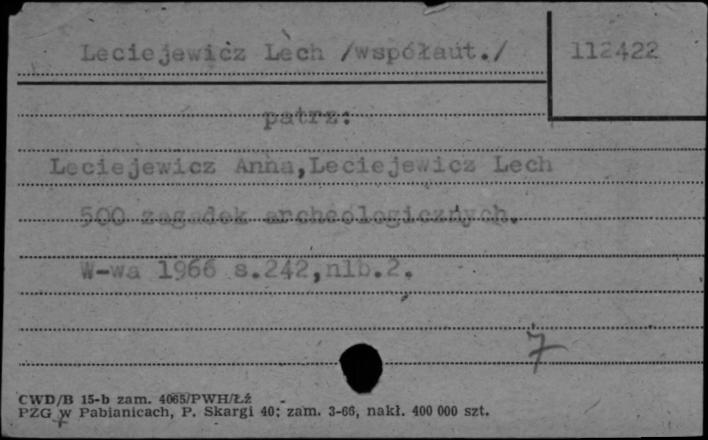 Leciejewicz Lech /współaut./ 112422
patrz:
Leciejewicz Anna,Leciejewicz Lech
500 zagadek archeologicznych.
W-wa 1966 s.242,nlb.2.
7
CWD/B 15-b zam. 4065/PWH/Łź
PZG w Pabianicach, P. Skargi 40; zam. 3-66, nakł. 400 000 szt.